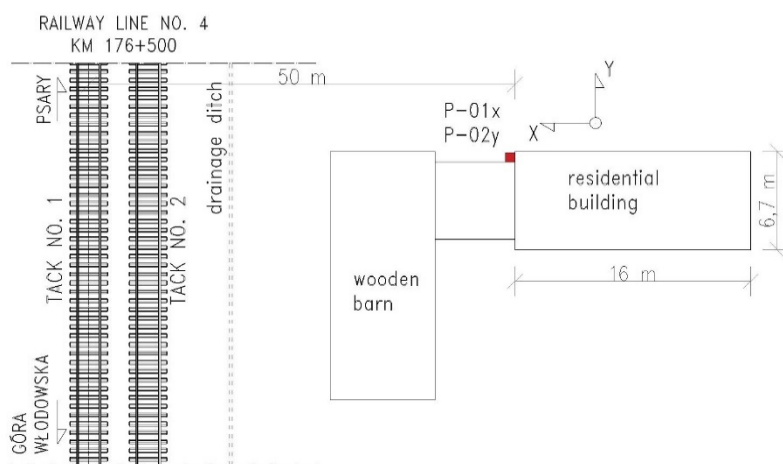 RAILWAY LINE NO. 4
KM 176+500
50 m
PSARY
drainage ditch
P-01x
P-02y
X
Y
residential
building
6,7 m
TACK NO. 1
TACK NO. 2
wooden
barn
16 m
GÓRA
WŁODOWSKA